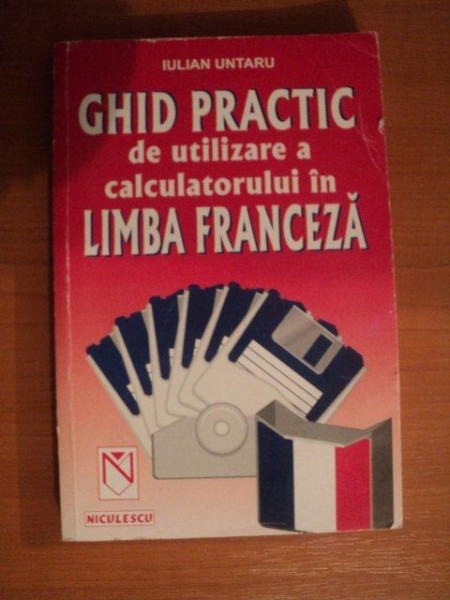 IULIAN UNTARU
GHID PRACTIC
de utilizare a
calculatorului în
LIMBA FRANCEZĂ
N
NICULESCU